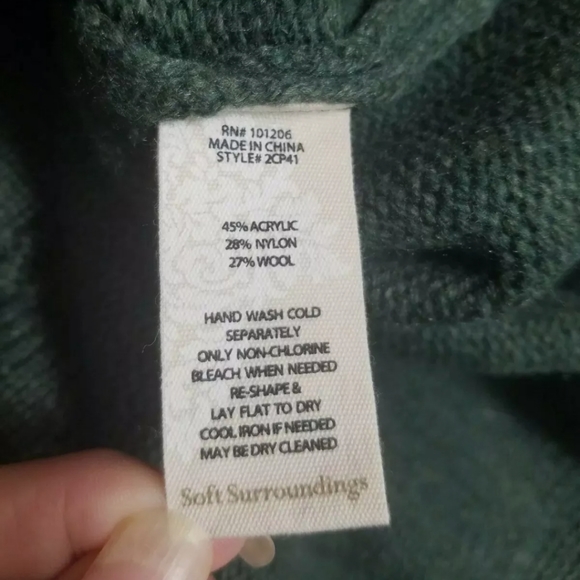 RN# 101206
MADE IN CHINA
STYLE# 2CP41
45% ACRYLIC
28% NYLON
27% WOOL
HAND WASH COLD
SEPARATELY
ONLY NON-CHLORINE
BLEACH WHEN NEEDED
RE-SHAPE &
LAY FLAT TO DRY
COOL IRON IF NEEDED
MAY BE DRY CLEANED
Soft Surroundings